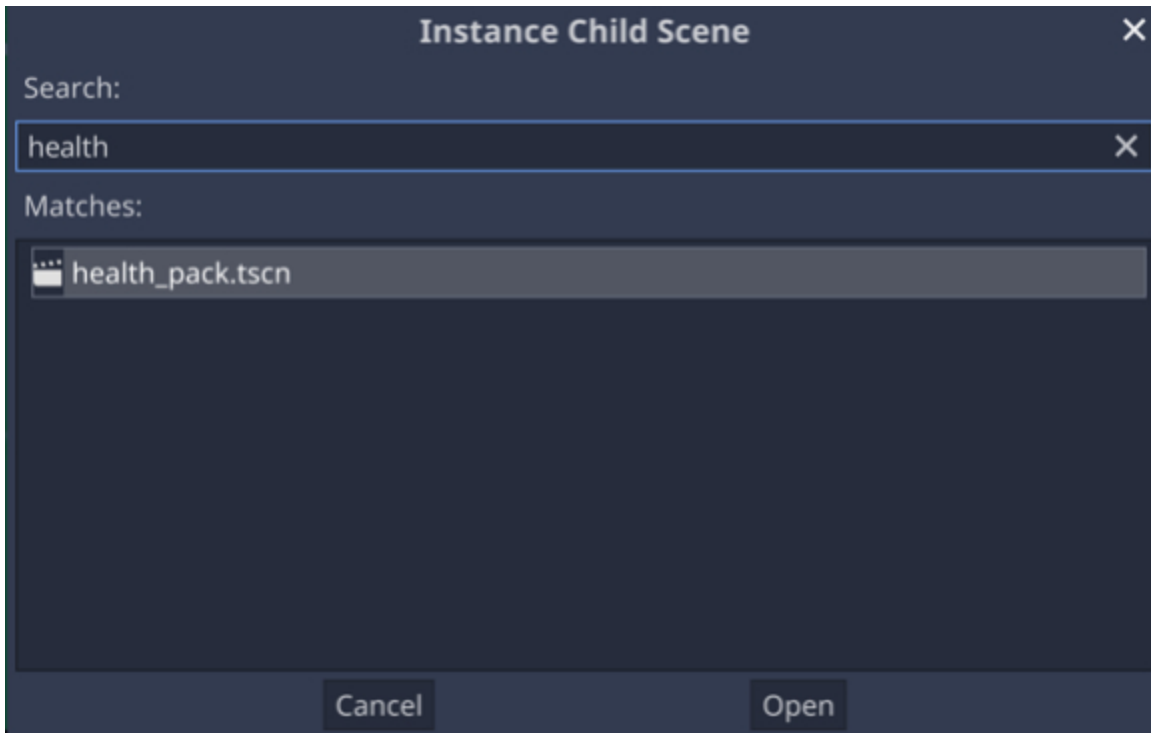 Instance Child Scene
Search:
health
Matches:
health_pack.tscn
Cancel Open